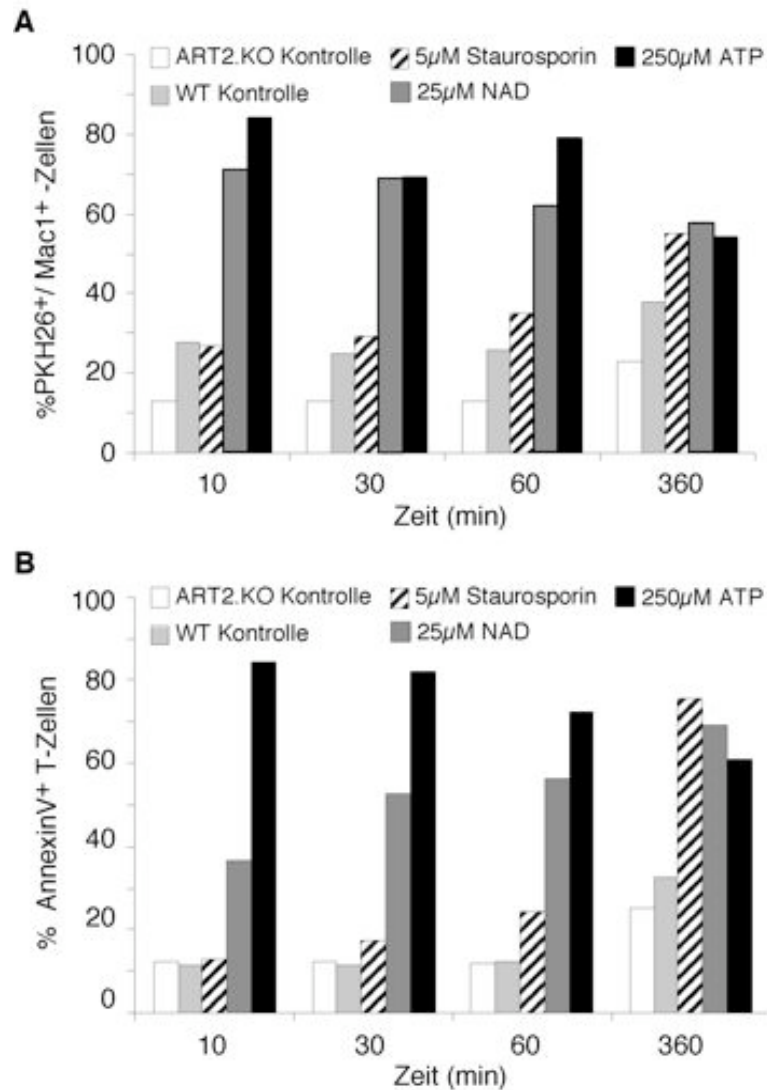 A
100
80
60
40
20
0
%PKH26⁺/ Mac1⁺ -Zellen
ART2.KO Kontrolle 5µM Staurosporin 250µM ATP
WT Kontrolle 25µM NAD
10 30 60 360
Zeit (min)
B
100
80
60
40
20
0
% AnnexinV⁺ T-Zellen
ART2.KO Kontrolle 5µM Staurosporin 250µM ATP
WT Kontrolle 25µM NAD
10 30 60 360
Zeit (min)